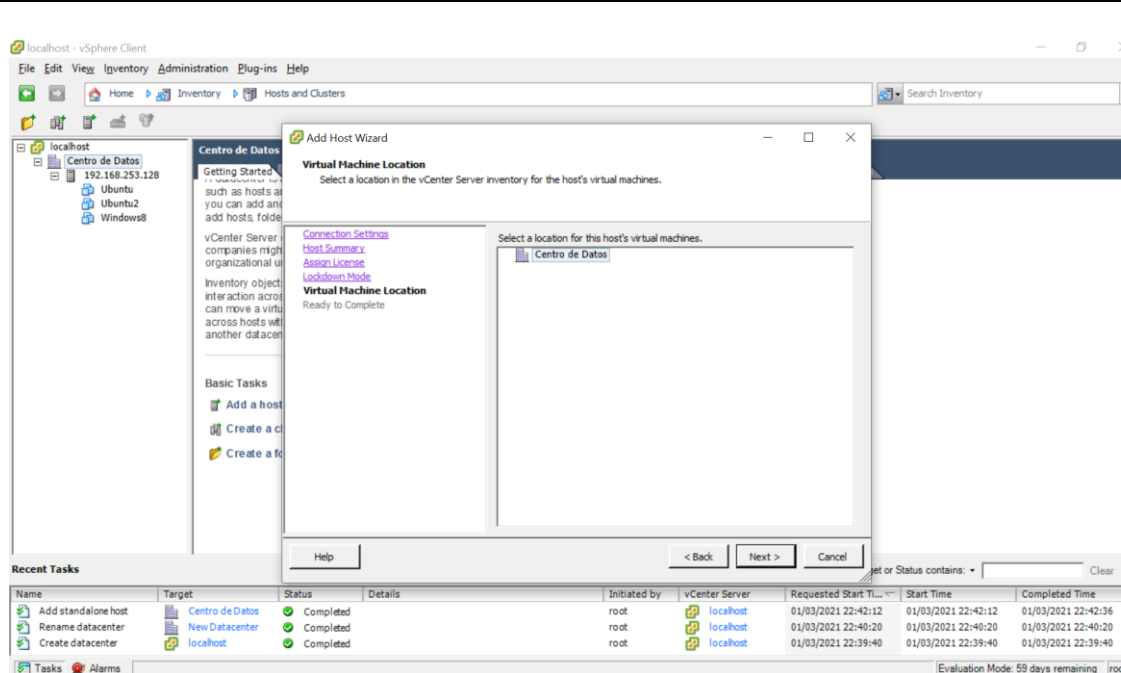 localhost - vSphere Client
File Edit View Inventory Administration Plug-ins Help
Home Inventory Hosts and Clusters
Search Inventory
localhost
Centro de Datos
192.168.253.128
Ubuntu
Ubuntu2
Windows8
Centro de Datos
Getting Started
such as hosts
you can add
add hosts,
vCenter Server
companies
organizational
Inventory
interaction
can move a
across hosts
another
Basic Tasks
Add a host
Create a
Create a
Add Host Wizard
Virtual Machine Location
Select a location in the vCenter Server inventory for the host's virtual machines.
Connection Settings
Host Summary
Assign License
Lockdown Mode
Virtual Machine Location
Ready to Complete
Select a location for this host's virtual machines.
Centro de Datos
Help
< Back Next > Cancel
Recent Tasks
or Status contains:
Clear
Name Target Status Details Initiated by vCenter Server Requested Start Ti... Start Time Completed Time
Add standalone host Centro de Datos Completed root localhost 01/03/2021 22:42:12 01/03/2021 22:42:12 01/03/2021 22:42:36
Rename datacenter New Datacenter Completed root localhost 01/03/2021 22:40:20 01/03/2021 22:40:20 01/03/2021 22:40:20
Create datacenter localhost Completed root localhost 01/03/2021 22:39:40 01/03/2021 22:39:40 01/03/2021 22:39:40
Tasks Alarms
Evaluation Mode: 59 days remaining